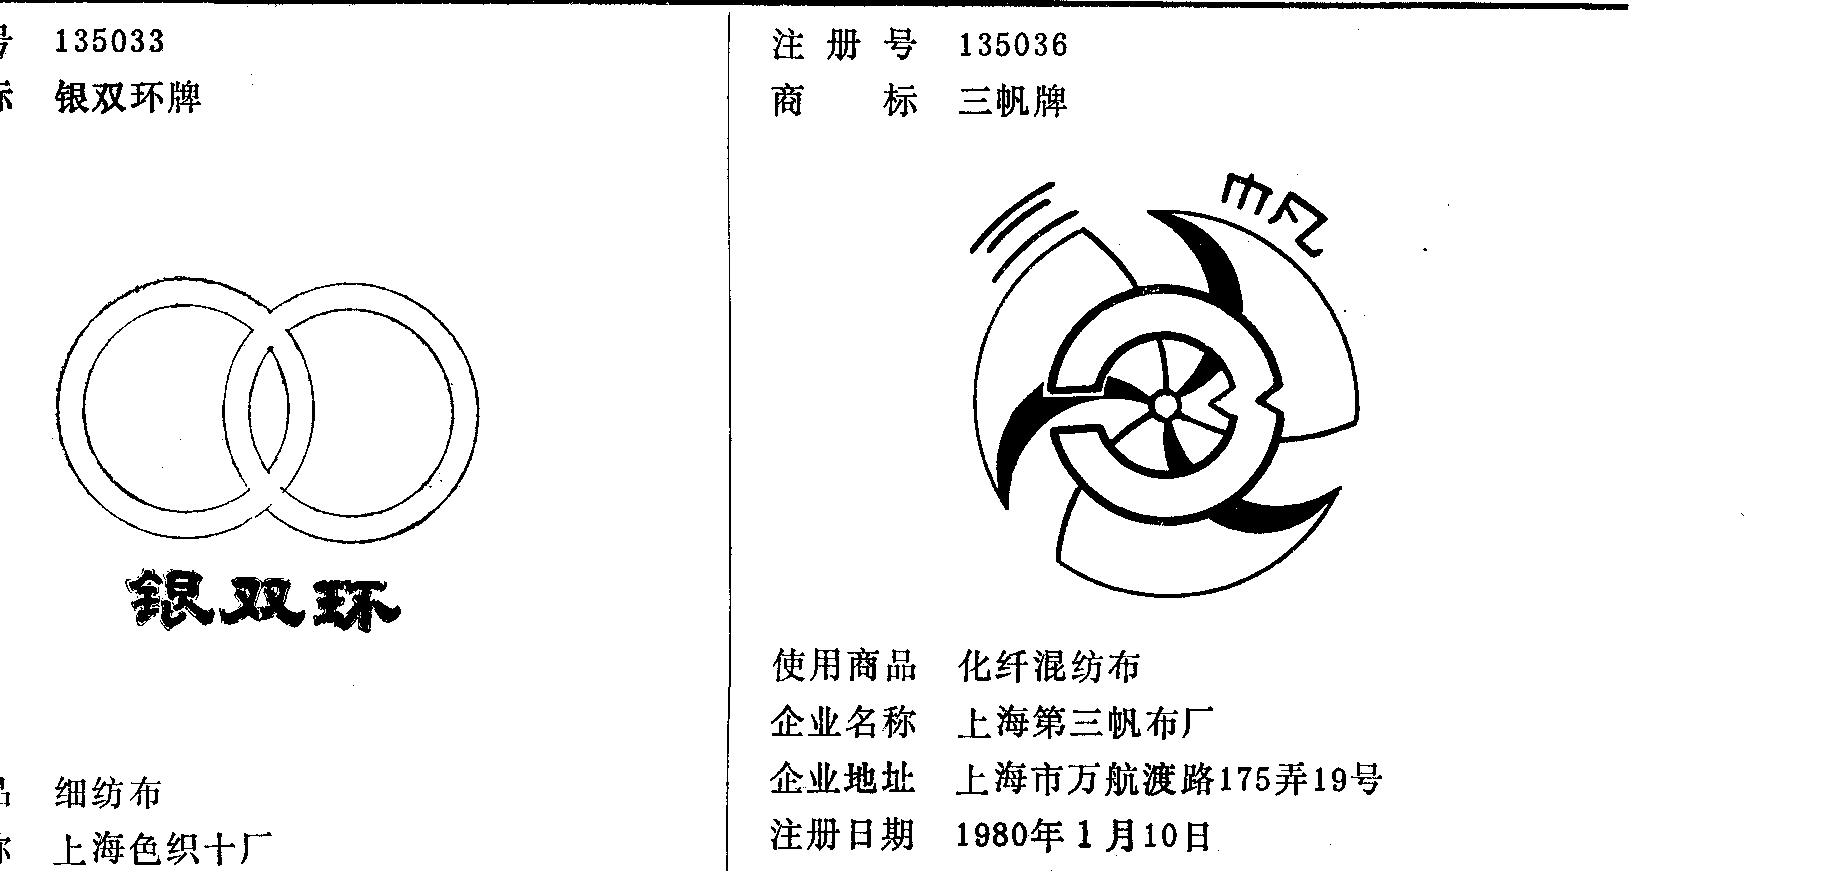 号 135033
标 银双环牌
银双环
品 细纺布
称 上海色织十厂
注册号 135036
商标 三帆牌
三帆
使用商品 化纤混纺布
企业名称 上海第三帆布厂
企业地址 上海市万航渡路175弄19号
注册日期 1980年1月10日